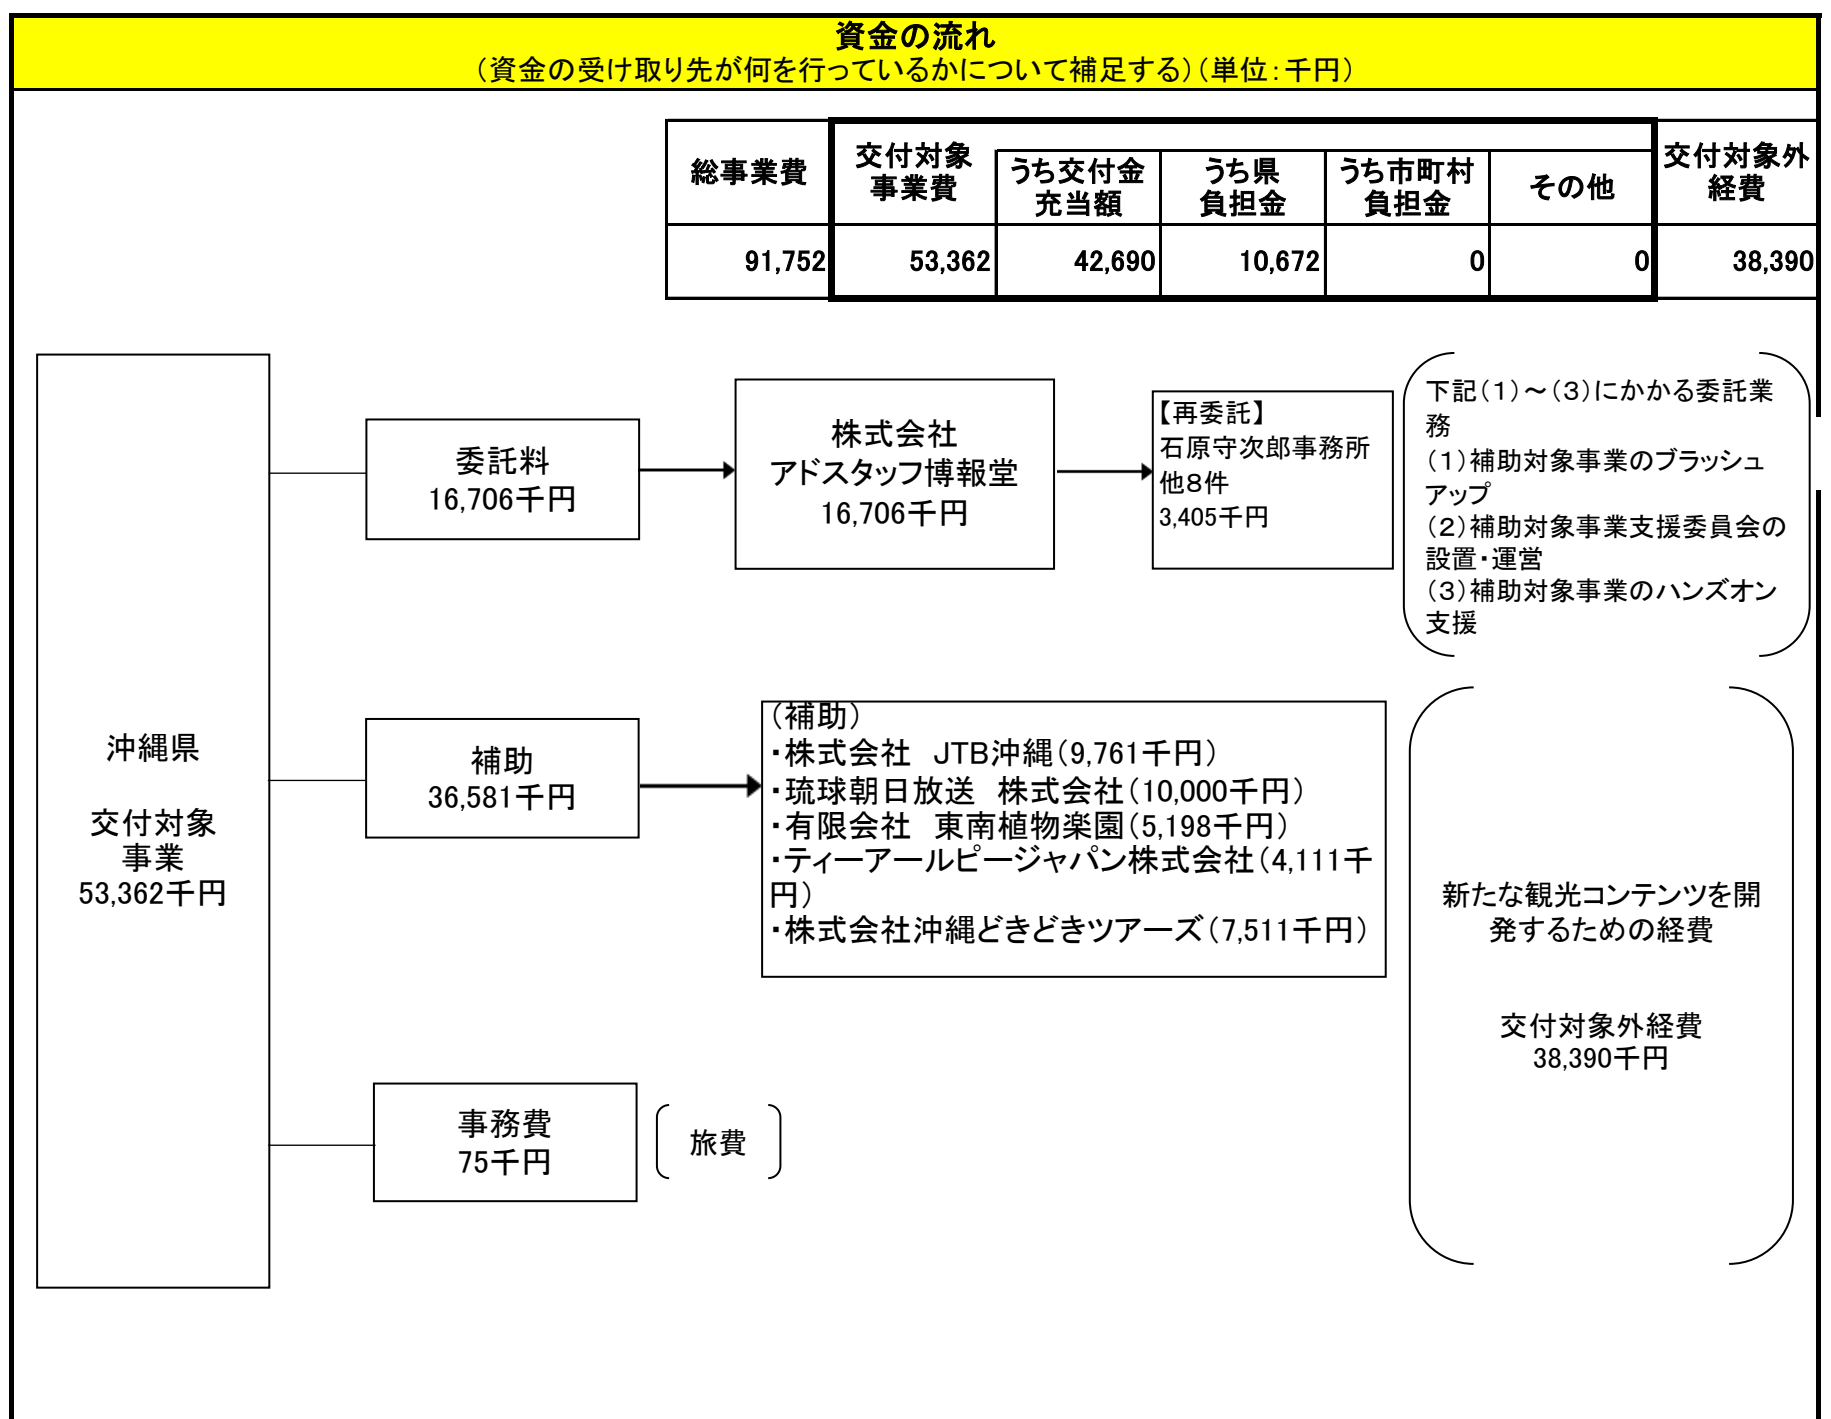 資金の流れ
（資金の受け取り先が何を行っているかについて補足する）（単位：千円）
総事業費
交付対象
事業費
うち交付金
充当額
うち県
負担金
うち市町村
負担金
その他
交付対象外
経費
91,752
53,362
42,690
10,672
0
0
38,390
沖縄県
交付対象
事業
53,362千円
委託料
16,706千円
株式会社
アドスタッフ博報堂
16,706千円
【再委託】
石原守次郎事務所
他８件
3,405千円
下記（１）～（３）にかかる委託業
務
（１）補助対象事業のブラッシュ
アップ
（２）補助対象事業支援委員会の
設置・運営
（３）補助対象事業のハンズオン
支援
補助
36,581千円
（補助）
・株式会社　JTB沖縄（9,761千円）
・琉球朝日放送　株式会社（10,000千円）
・有限会社　東南植物楽園（5,198千円）
・ティーアールピージャパン株式会社（4,111千
円）
・株式会社沖縄どきどきツアーズ（7,511千円）
新たな観光コンテンツを開
発するための経費
交付対象外経費
38,390千円
事務費
75千円
旅費